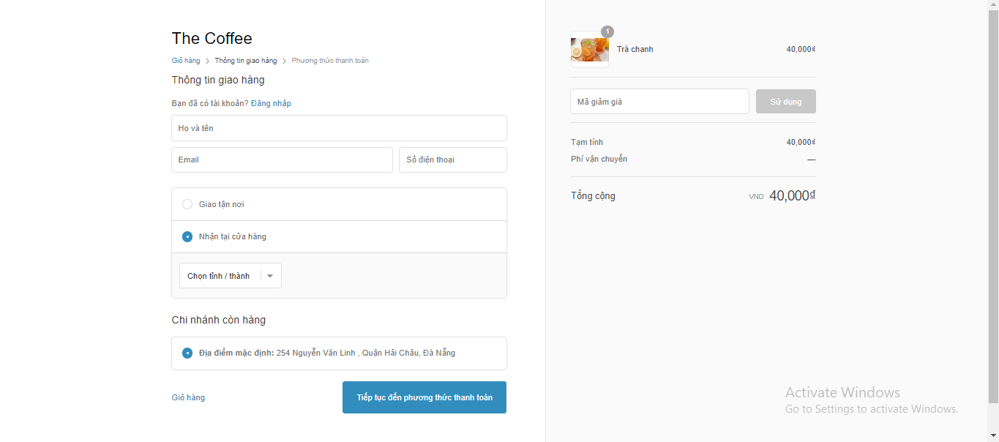 The Coffee
Giỏ hàng > Thông tin giao hàng > Phương thức thanh toán
Thông tin giao hàng
Bạn đã có tài khoản? Đăng nhập
Họ và tên
Email
Số điện thoại
Giao tận nơi
Nhận tại cửa hàng
Chọn tỉnh / thành
Chi nhánh còn hàng
Địa điểm mặc định: 254 Nguyễn Văn Linh , Quận Hải Châu, Đà Nẵng
Giỏ hàng
Tiếp tục đến phương thức thanh toán
1
Trà chanh
40,000₫
Mã giảm giá
Sử dụng
Tạm tính
40,000₫
Phí vận chuyển
—
Tổng cộng
VND 40,000₫
Activate Windows
Go to Settings to activate Windows.